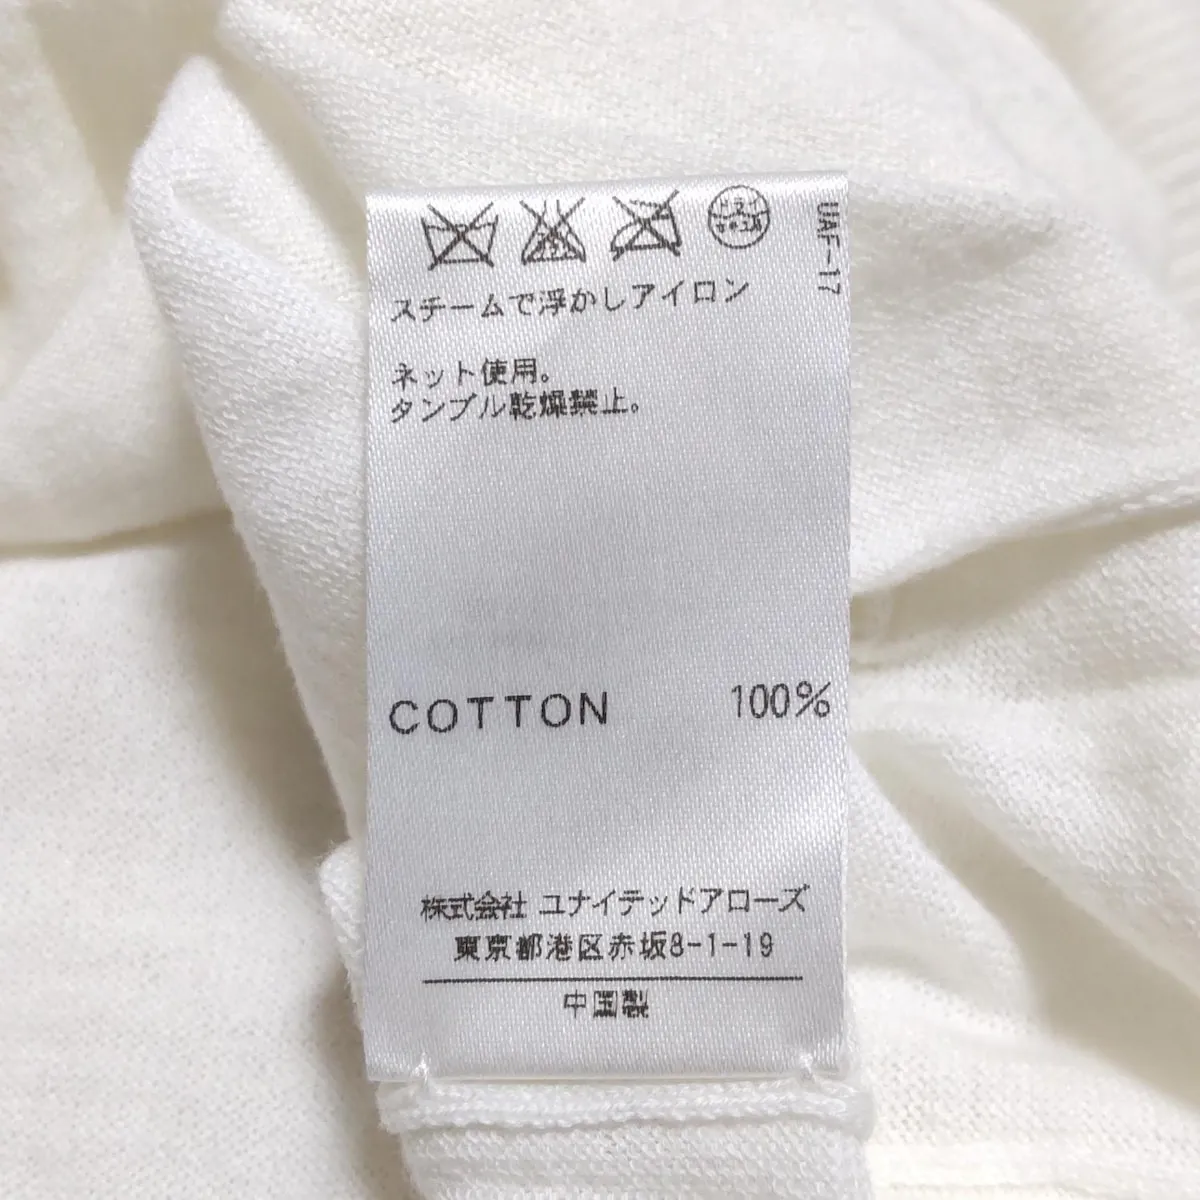 UAF-17
スチームで浮かしアイロン
ネット使用。
タンブル乾燥禁止。
COTTON 100%
株式会社 ユナイテッドアローズ
東京都港区赤坂8-1-19
中国製